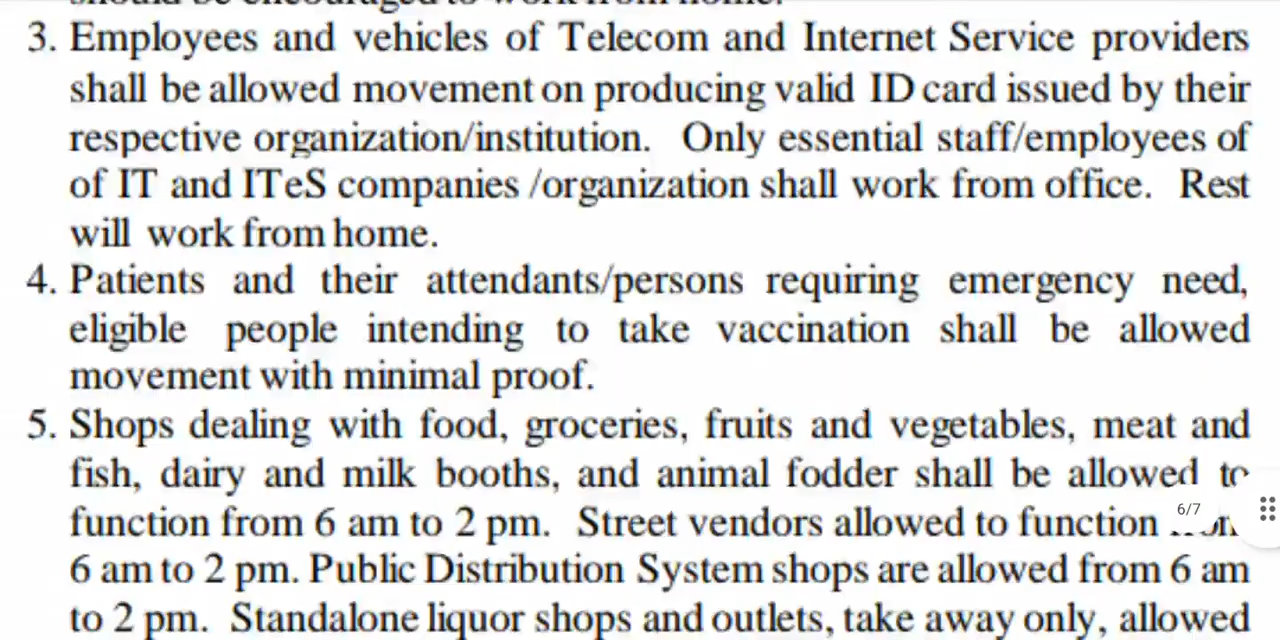 3. Employees and vehicles of Telecom and Internet Service providers
shall be allowed movement on producing valid ID card issued by their
respective organization/institution. Only essential staff/employees of
of IT and ITeS companies /organization shall work from office. Rest
will work from home.
4. Patients and their attendants/persons requiring emergency need,
eligible people intending to take vaccination shall be allowed
movement with minimal proof.
5. Shops dealing with food, groceries, fruits and vegetables, meat and
fish, dairy and milk booths, and animal fodder shall be allowed to
6/7
function from 6 am to 2 pm. Street vendors allowed to function
6 am to 2 pm. Public Distribution System shops are allowed from 6 am
to 2 pm. Standalone liquor shops and outlets, take away only, allowed